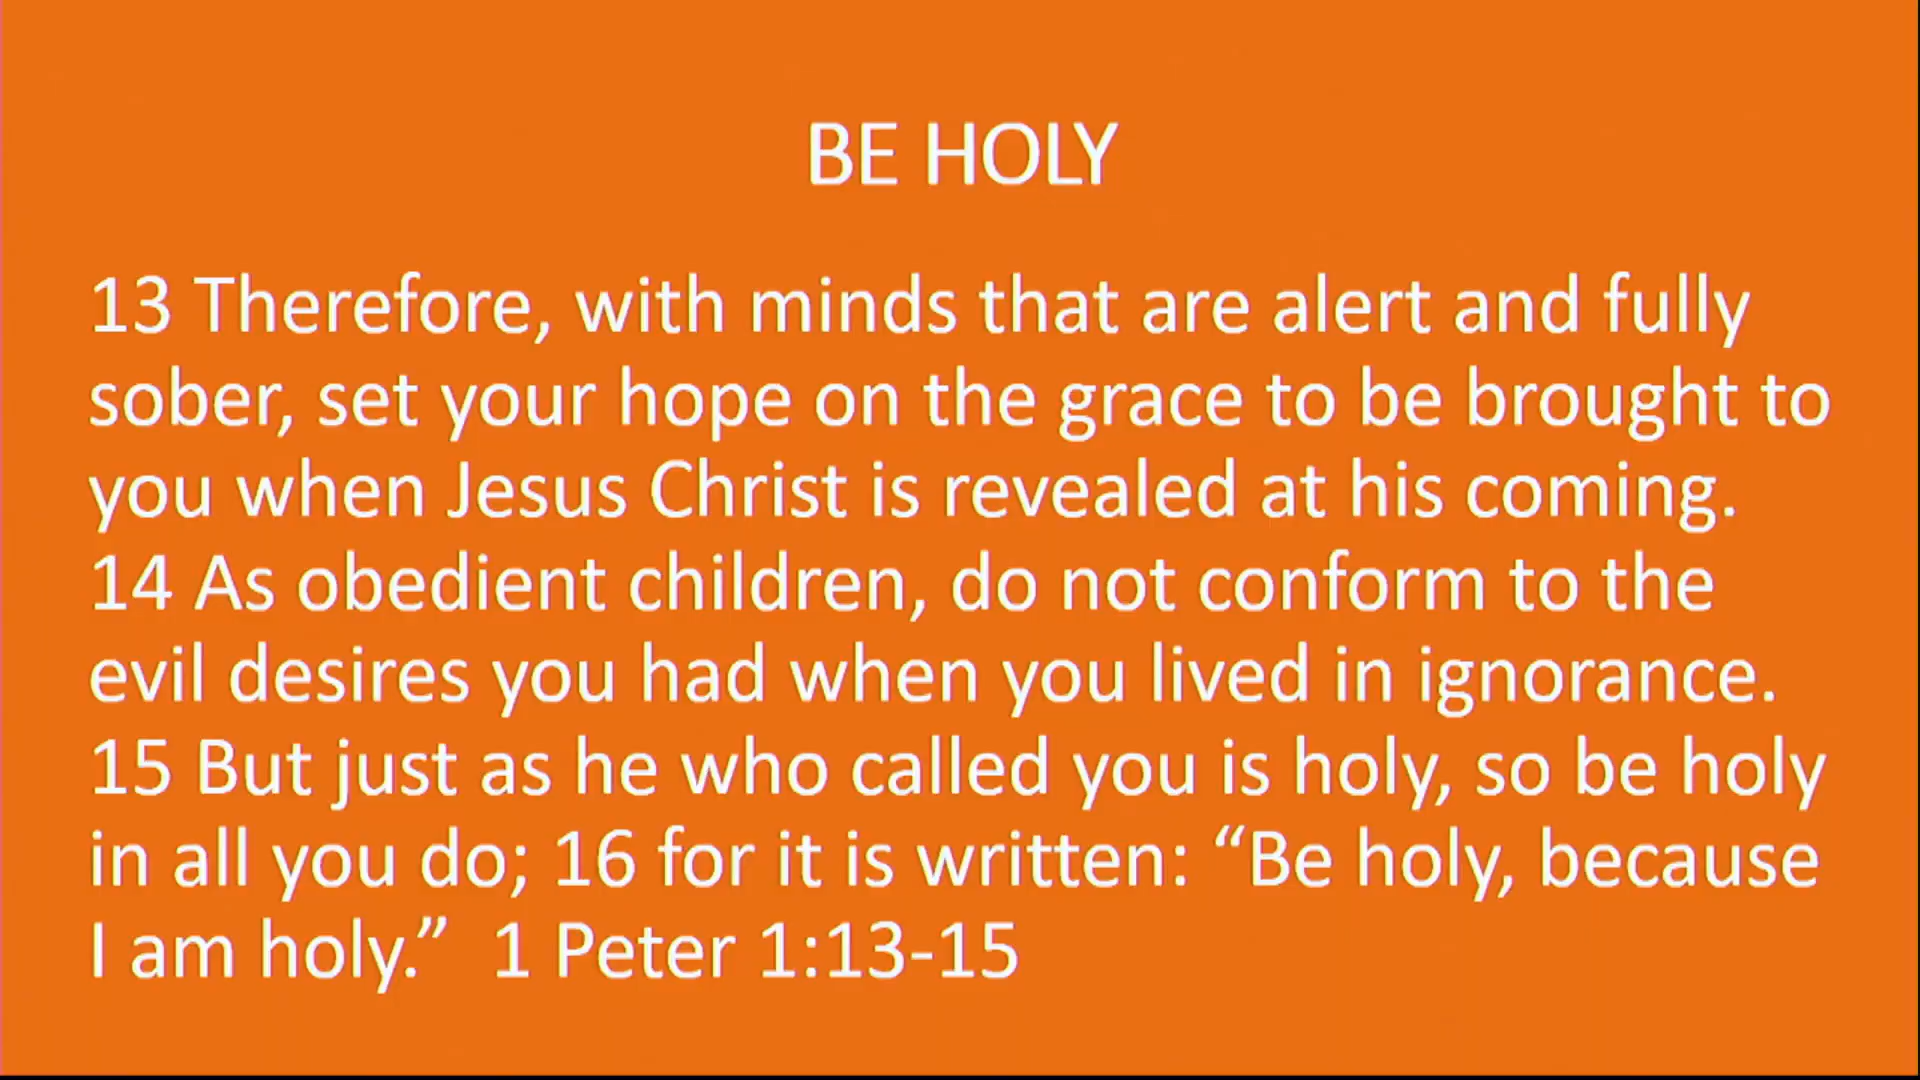 BE HOLY
13 Therefore, with minds that are alert and fully
sober, set your hope on the grace to be brought to
you when Jesus Christ is revealed at his coming.
14 As obedient children, do not conform to the
evil desires you had when you lived in ignorance.
15 But just as he who called you is holy, so be holy
in all you do; 16 for it is written: “Be holy, because
I am holy.”  1 Peter 1:13-15